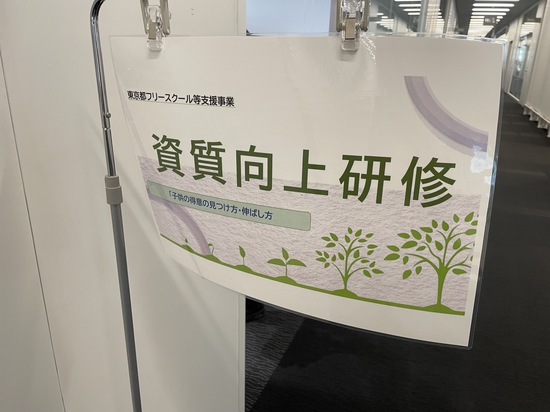 東京都フリースクール等支援事業
資質向上研修
「子供の得意の見つけ方・伸ばし方